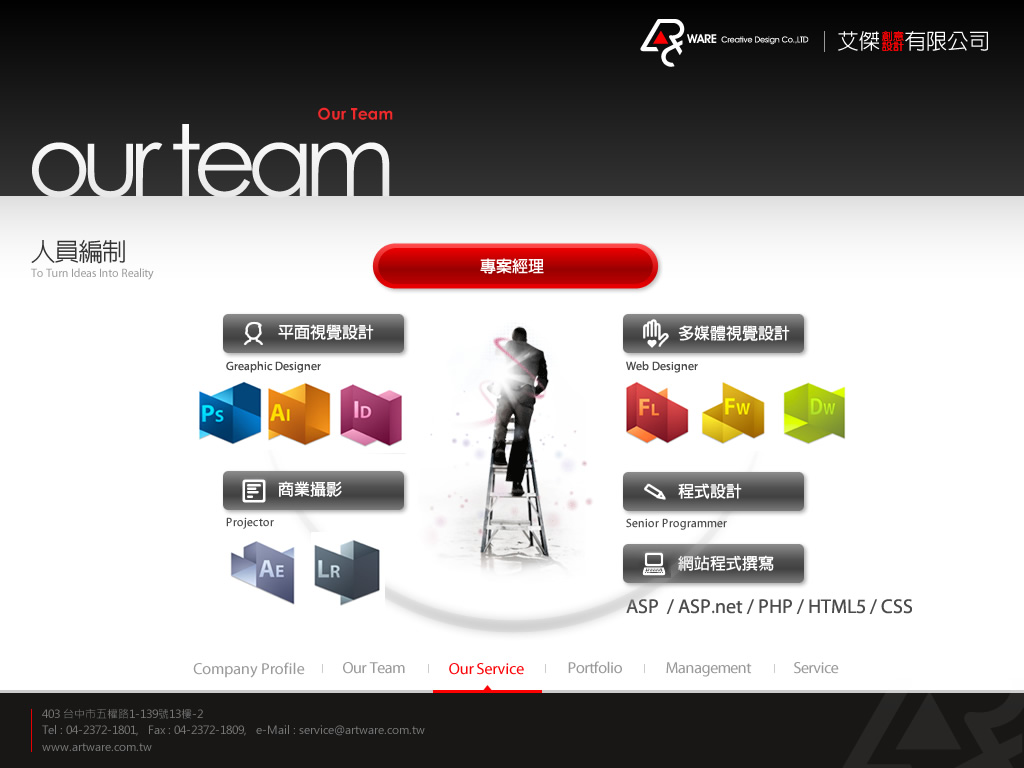 WARE Creative Design Co.,LTD
艾傑創意設計有限公司
Our Team
our team
人員編制
To Turn Ideas Into Reality
專案經理
平面視覺設計
Greaphic Designer
Ps Ai Id
多媒體視覺設計
Web Designer
FL Fw Dw
商業攝影
Projector
AE LR
程式設計
Senior Programmer
網站程式撰寫
ASP / ASP.net / PHP / HTML5 / CSS
Company Profile Our Team Our Service Portfolio Management Service
403 台中市五權路1-139號13樓-2
Tel : 04-2372-1801, Fax : 04-2372-1809, e-Mail : service@artware.com.tw
www.artware.com.tw